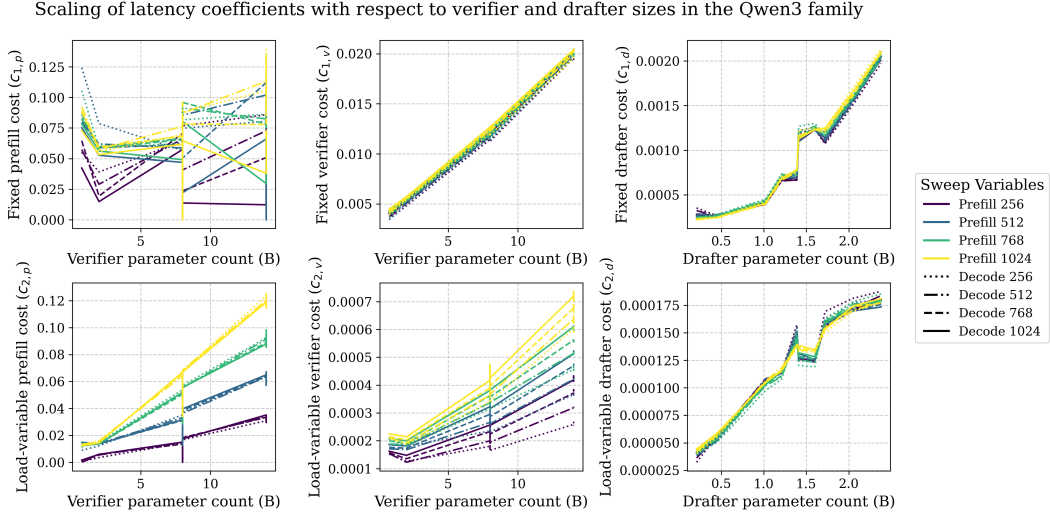 Scaling of latency coefficients with respect to verifier and drafter sizes in the Qwen3 family
Fixed prefill cost (c1,p)
0.125
0.100
0.075
0.050
0.025
0.000
5
10
Verifier parameter count (B)
Fixed verifier cost (c1,v)
0.020
0.015
0.010
0.005
5
10
Verifier parameter count (B)
Fixed drafter cost (c1,d)
0.0020
0.0015
0.0010
0.0005
0.5
1.0
1.5
2.0
Drafter parameter count (B)
Load-variable prefill cost (c2,p)
0.12
0.10
0.08
0.06
0.04
0.02
0.00
5
10
Verifier parameter count (B)
Load-variable verifier cost (c2,v)
0.0007
0.0006
0.0005
0.0004
0.0003
0.0002
0.0001
5
10
Verifier parameter count (B)
Load-variable drafter cost (c2,d)
0.000175
0.000150
0.000125
0.000100
0.000075
0.000050
0.000025
0.5
1.0
1.5
2.0
Drafter parameter count (B)
Sweep Variables
Prefill 256
Prefill 512
Prefill 768
Prefill 1024
Decode 256
Decode 512
Decode 768
Decode 1024